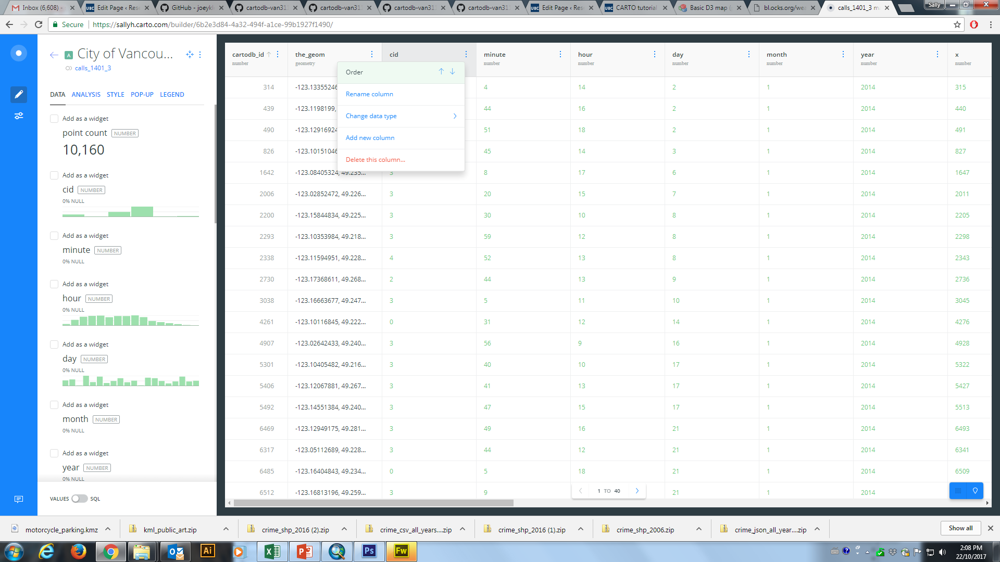 Inbox (6,608) -
Edit Page ‹ Res
GitHub - joeykl
cartodb-van311
cartodb-van311
cartodb-van311
cartodb-van311
Edit Page ‹ Res
CARTO tutorial
Basic D3 map (
bl.ocks.org/wea
calls_1401_3 m
Sally
Secure
https://sallyh.carto.com/builder/6b2e3d84-4a32-494f-a1ce-99b1927f1490/
A City of Vancou...
calls_1401_3
DATA ANALYSIS STYLE POP-UP LEGEND
Add as a widget
point count NUMBER
10,160
Add as a widget
cid NUMBER
0% NULL
Add as a widget
minute NUMBER
0% NULL
Add as a widget
hour NUMBER
0% NULL
Add as a widget
day NUMBER
0% NULL
Add as a widget
month NUMBER
0% NULL
Add as a widget
year NUMBER
0% NULL
VALUES SQL
cartodb_id the_geom cid minute hour day month year x
number geometry number number number number number number
Order
Rename column
Change data type
Add new column
Delete this column...
314 -123.13355246 4 14 2 1 2014 315
439 -123.1198199, 44 16 2 1 2014 440
490 -123.12916924 51 18 2 1 2014 491
826 -123.10151046 45 14 3 1 2014 827
1642 -123.08405324, 49.235... 3 8 17 6 1 2014 1647
2006 -123.02852472, 49.226... 3 20 15 7 1 2014 2011
2200 -123.15844834, 49.225... 3 30 10 8 1 2014 2205
2293 -123.10353984, 49.218... 3 59 12 8 1 2014 2298
2338 -123.11594951, 49.228... 4 52 13 8 1 2014 2343
2730 -123.17368611, 49.268... 2 44 13 9 1 2014 2736
3038 -123.16663677, 49.247... 3 5 11 10 1 2014 3045
4261 -123.10116845, 49.222... 0 31 12 14 1 2014 4276
4907 -123.02642433, 49.240... 3 56 9 16 1 2014 4928
5301 -123.10405482, 49.216... 3 40 10 17 1 2014 5322
5406 -123.12067881, 49.267... 3 41 13 17 1 2014 5427
5492 -123.14551384, 49.240... 3 47 15 17 1 2014 5513
6469 -123.12949175, 49.281... 3 49 16 21 1 2014 6493
6317 -123.05112689, 49.228... 3 44 12 21 1 2014 6341
6485 -123.16404843, 49.234... 0 5 18 21 1 2014 6509
6512 -123.16813196, 49.259... 3 9 21 1 2014
1 TO 40
motorcycle_parking.kmz
kml_public_art.zip
crime_shp_2016 (2).zip
crime_csv_all_years....zip
crime_shp_2016 (1).zip
crime_shp_2006.zip
crime_json_all_year....zip
Show all
Ai
Ps
Fw
2:08 PM
22/10/2017